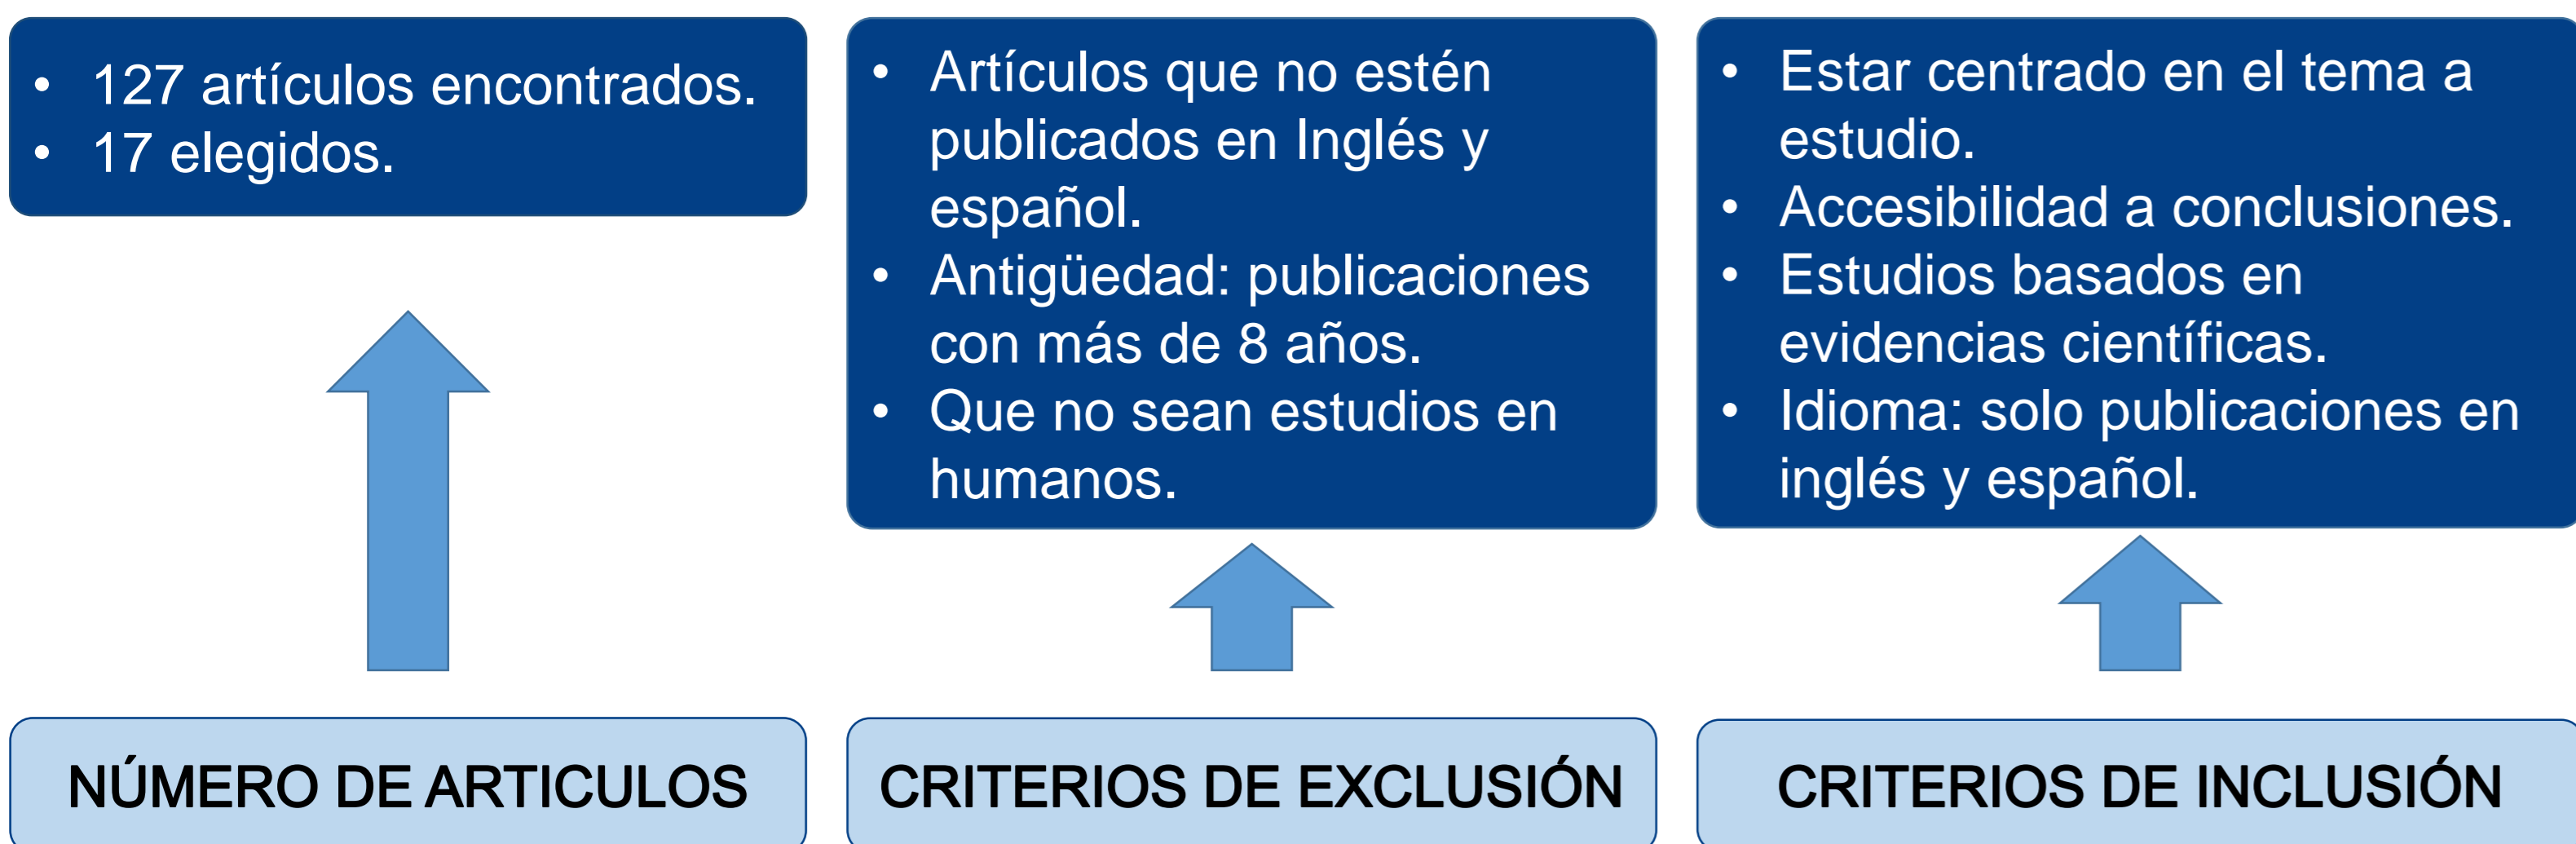 • 127 artículos encontrados.
• 17 elegidos.
NÚMERO DE ARTICULOS
• Artículos que no estén
publicados en Inglés y
español.
• Antigüedad: publicaciones
con más de 8 años.
• Que no sean estudios en
humanos.
CRITERIOS DE EXCLUSIÓN
• Estar centrado en el tema a
estudio.
• Accesibilidad a conclusiones.
• Estudios basados en
evidencias científicas.
• Idioma: solo publicaciones en
inglés y español.
CRITERIOS DE INCLUSIÓN